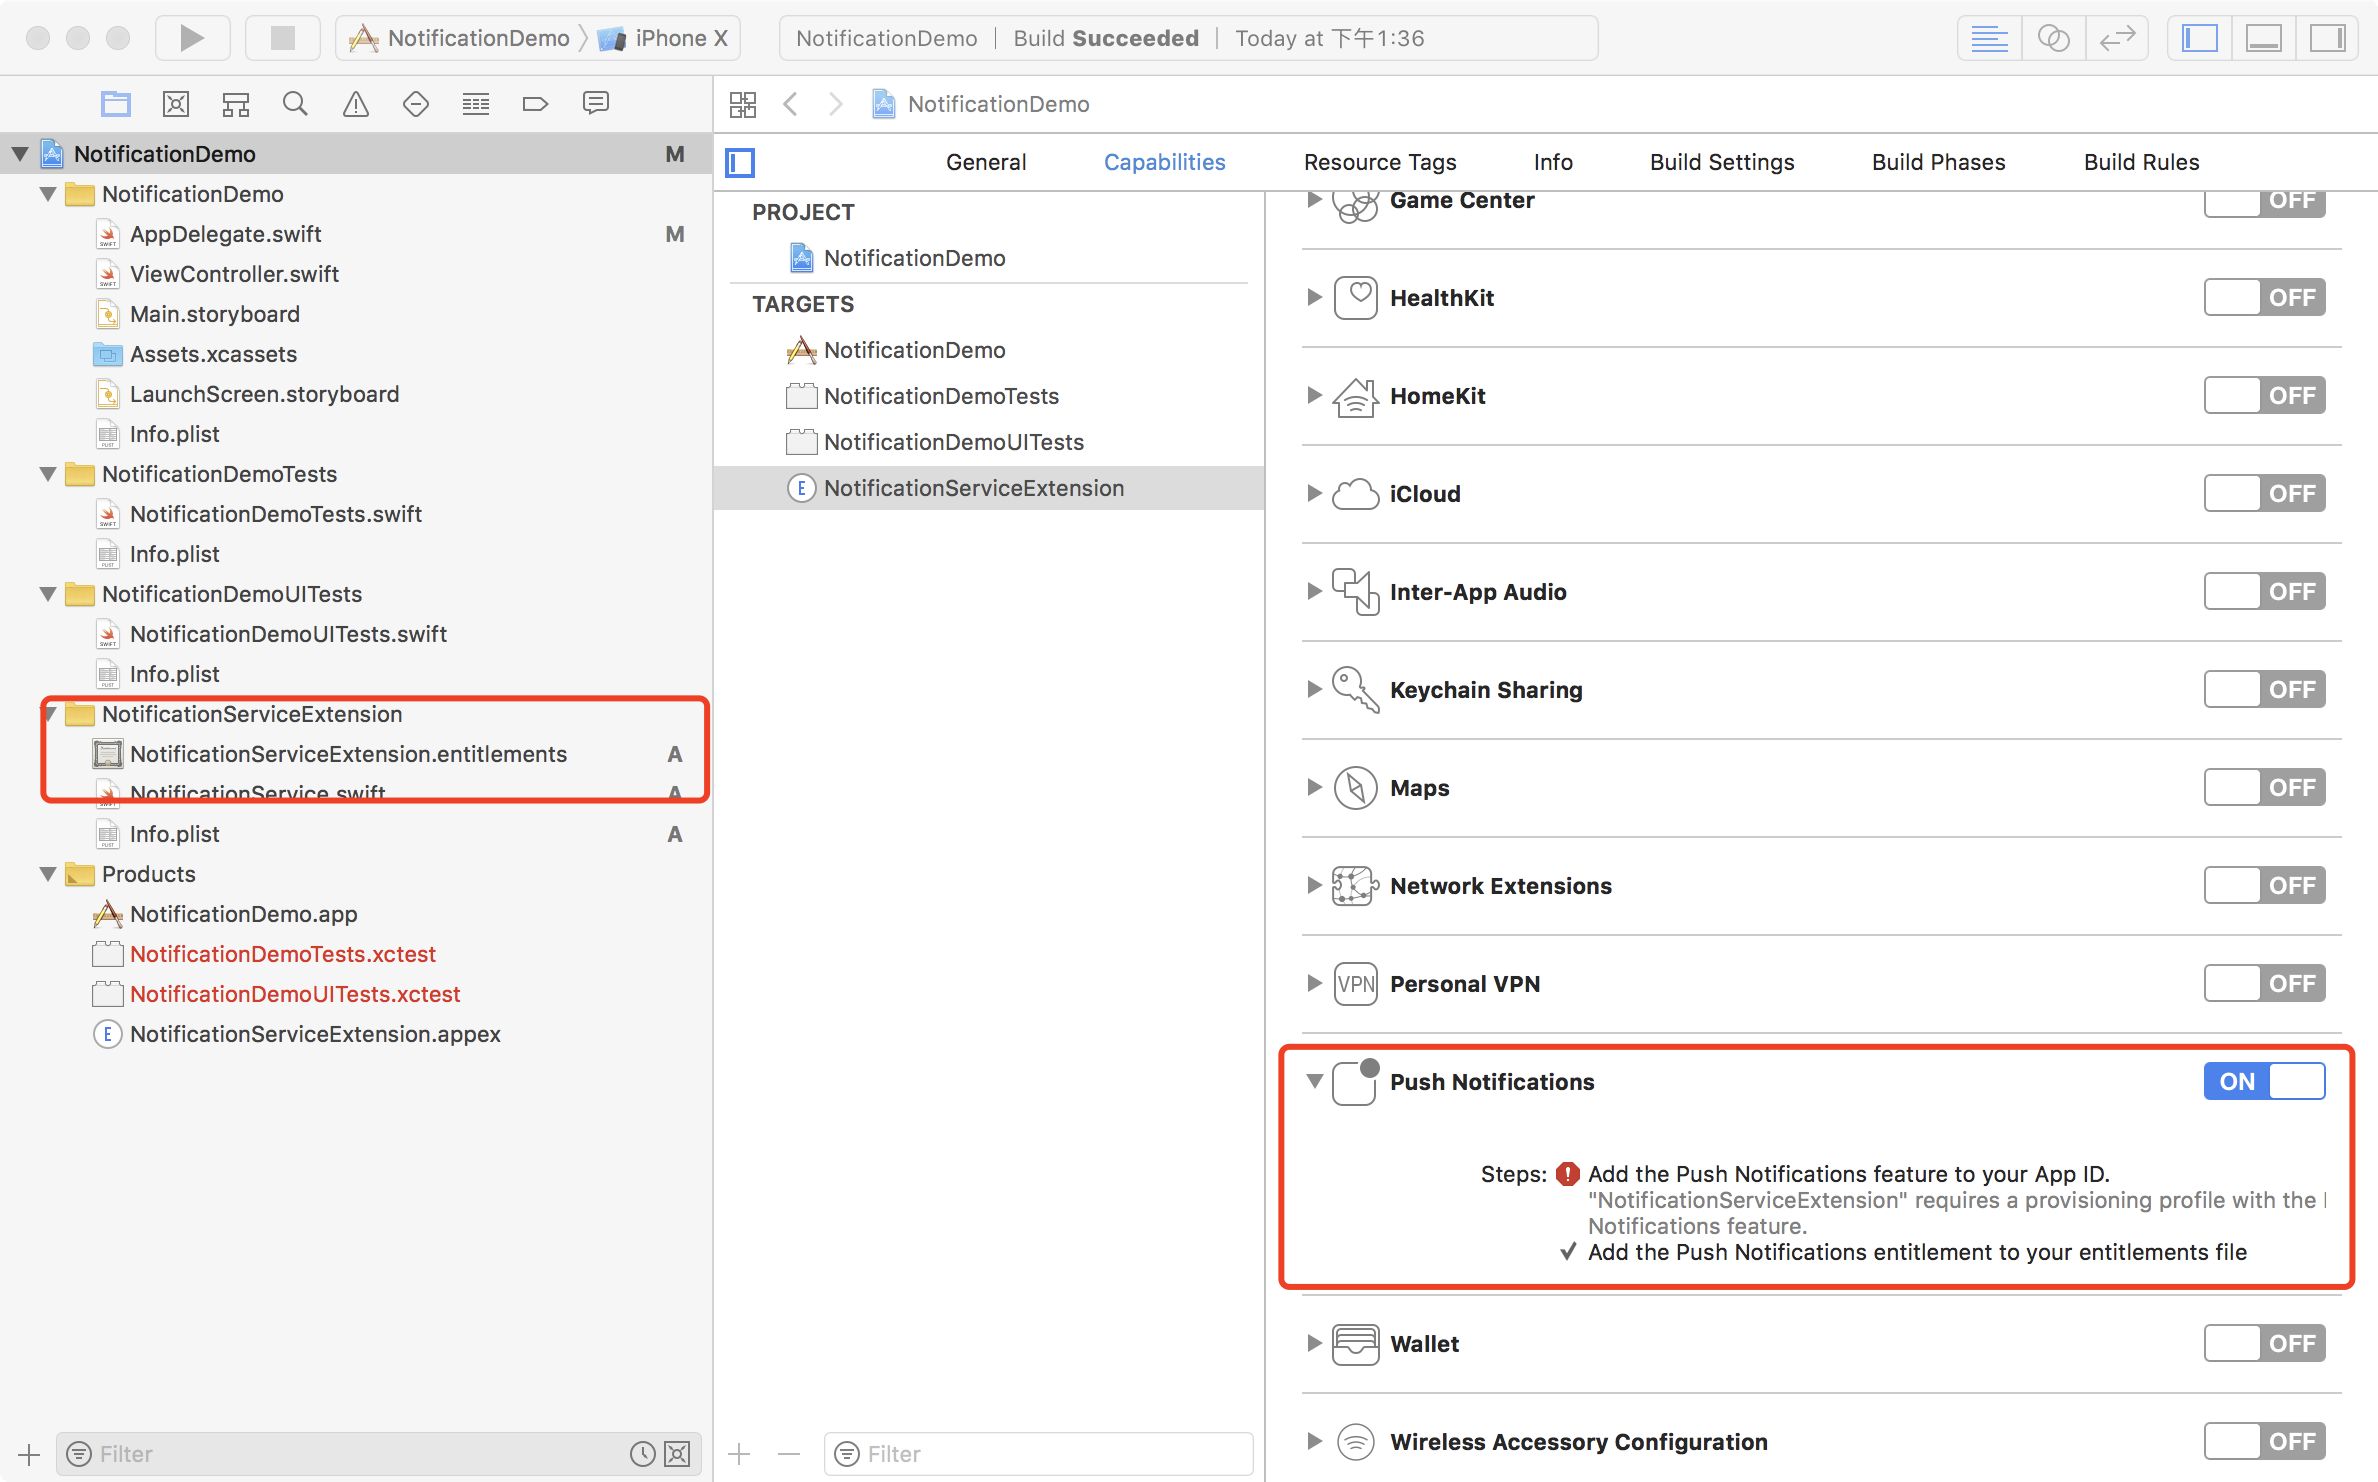 NotificationDemo
iPhone X
NotificationDemo | Build Succeeded | Today at 下午1:36
NotificationDemo M
NotificationDemo
AppDelegate.swift M
ViewController.swift
Main.storyboard
Assets.xcassets
LaunchScreen.storyboard
Info.plist
NotificationDemoTests
NotificationDemoTests.swift
Info.plist
NotificationDemoUITests
NotificationDemoUITests.swift
Info.plist
NotificationServiceExtension
NotificationServiceExtension.entitlements A
NotificationService.swift A
Info.plist A
Products
NotificationDemo.app
NotificationDemoTests.xctest
NotificationDemoUITests.xctest
NotificationServiceExtension.appex
Filter
NotificationDemo
General Capabilities Resource Tags Info Build Settings Build Phases Build Rules
PROJECT
NotificationDemo
TARGETS
NotificationDemo
NotificationDemoTests
NotificationDemoUITests
NotificationServiceExtension
Filter
Game Center OFF
HealthKit OFF
HomeKit OFF
iCloud OFF
Inter-App Audio OFF
Keychain Sharing OFF
Maps OFF
Network Extensions OFF
VPN Personal VPN OFF
Push Notifications ON
Steps: Add the Push Notifications feature to your App ID.
"NotificationServiceExtension" requires a provisioning profile with the
Notifications feature.
Add the Push Notifications entitlement to your entitlements file
Wallet OFF
Wireless Accessory Configuration OFF